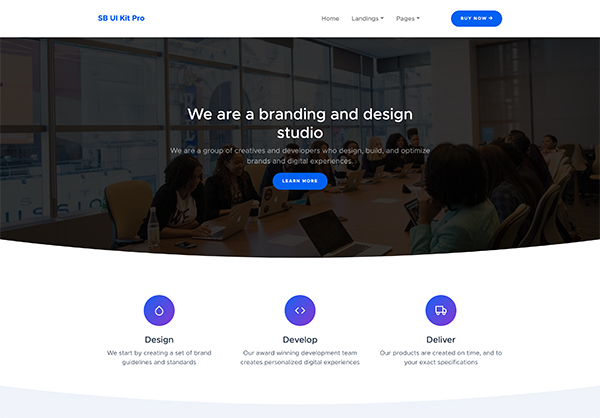 SB UI Kit Pro
Home Landings Pages BUY NOW
We are a branding and design
studio
We are a group of creatives and developers who design, build, and optimize
brands and digital experiences.
LEARN MORE
Design
We start by creating a set of brand
guidelines and standards
Develop
Our award winning development team
creates personalized digital experiences
Deliver
Our products are created on time, and to
your exact specifications